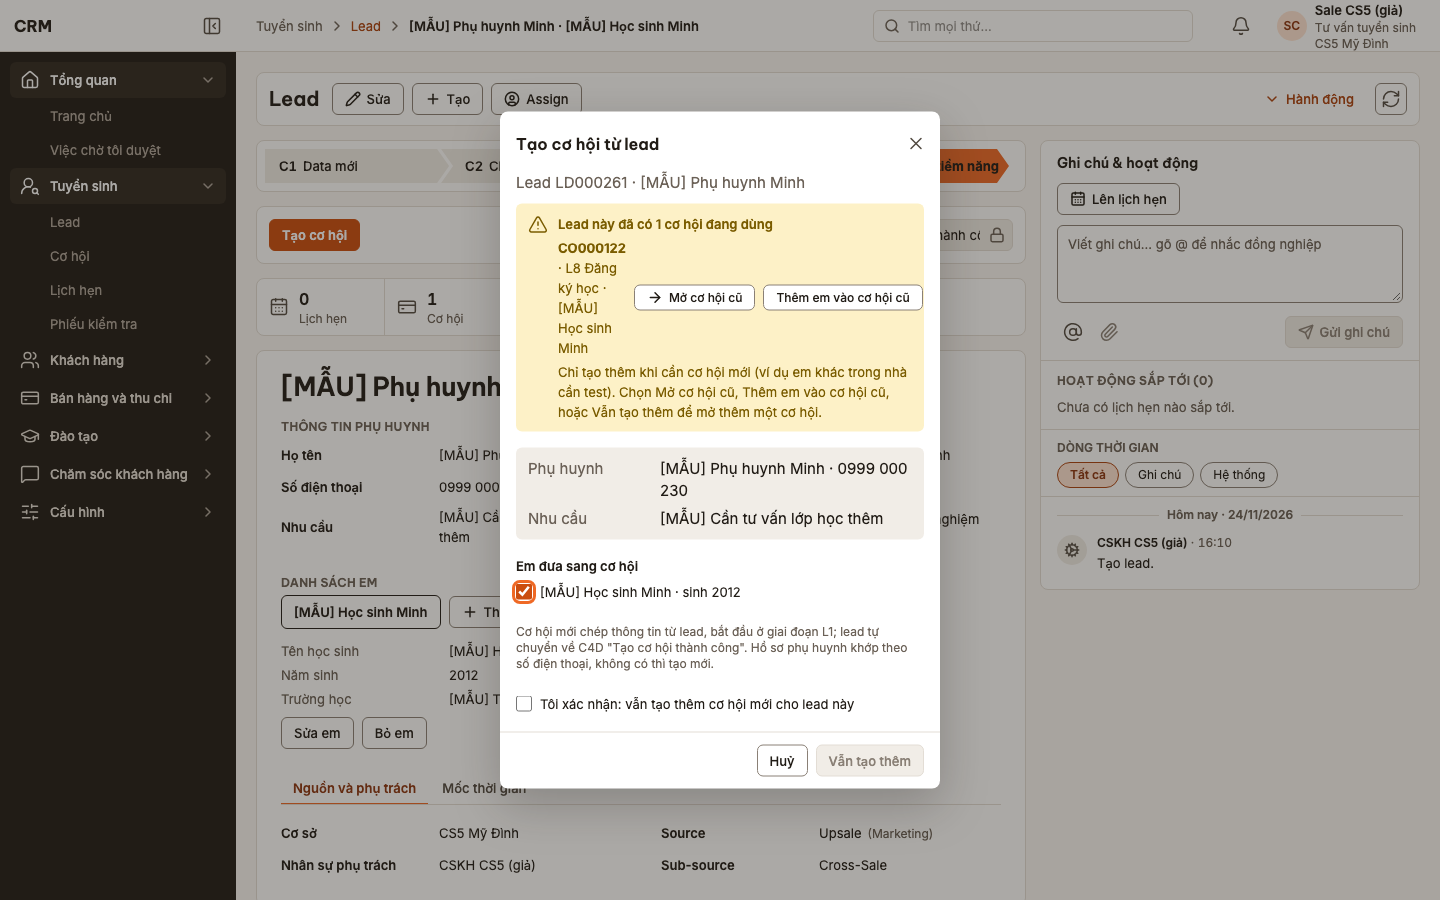 CRM
Tuyển sinh > Lead > [MẪU] Phụ huynh Minh · [MẪU] Học sinh Minh
Tìm mọi thứ...
SC
Sale CS5 (giả)
Tư vấn tuyển sinh
CS5 Mỹ Đình
Tổng quan
Trang chủ
Việc chờ tôi duyệt
Tuyển sinh
Lead
Cơ hội
Lịch hẹn
Phiếu kiểm tra
Khách hàng
Bán hàng và thu chi
Đào tạo
Chăm sóc khách hàng
Cấu hình
Lead
Sửa
Tạo
Assign
Hành động
C1 Data mới
C2
Tạo cơ hội
0
Lịch hẹn
1
Cơ hội
[MẪU] Phụ huynh
THÔNG TIN PHỤ HUYNH
Họ tên
[MẪU]
Số điện thoại
0999 000
Nhu cầu
[MẪU]
thêm
DANH SÁCH EM
[MẪU] Học sinh Minh
Tên học sinh
[MẪU]
Năm sinh
2012
Trường học
[MẪU]
Sửa em
Bỏ em
Nguồn và phụ trách
Mốc thời gian
Cơ sở
CS5 Mỹ Đình
Source
Upsale (Marketing)
Nhân sự phụ trách
CSKH CS5 (giả)
Sub-source
Cross-Sale
Tạo cơ hội từ lead
Lead LD000261 · [MẪU] Phụ huynh Minh
Lead này đã có 1 cơ hội đang dùng
CO000122
· L8 Đăng
ký học ·
[MẪU]
Học sinh
Minh
Mở cơ hội cũ
Thêm em vào cơ hội cũ
Chỉ tạo thêm khi cần cơ hội mới (ví dụ em khác trong nhà
cần test). Chọn Mở cơ hội cũ, Thêm em vào cơ hội cũ,
hoặc Vẫn tạo thêm để mở thêm một cơ hội.
Phụ huynh
[MẪU] Phụ huynh Minh · 0999 000
230
Nhu cầu
[MẪU] Cần tư vấn lớp học thêm
Em đưa sang cơ hội
[MẪU] Học sinh Minh · sinh 2012
Cơ hội mới chép thông tin từ lead, bắt đầu ở giai đoạn L1; lead tự
chuyển về C4D "Tạo cơ hội thành công". Hồ sơ phụ huynh khớp theo
số điện thoại, không có thì tạo mới.
Tôi xác nhận: vẫn tạo thêm cơ hội mới cho lead này
Huỷ
Vẫn tạo thêm
Ghi chú & hoạt động
Lên lịch hẹn
Viết ghi chú... gõ @ để nhắc đồng nghiệp
Gửi ghi chú
HOẠT ĐỘNG SẮP TỚI (0)
Chưa có lịch hẹn nào sắp tới.
DÒNG THỜI GIAN
Tất cả
Ghi chú
Hệ thống
Hôm nay · 24/11/2026
CSKH CS5 (giả) · 16:10
Tạo lead.